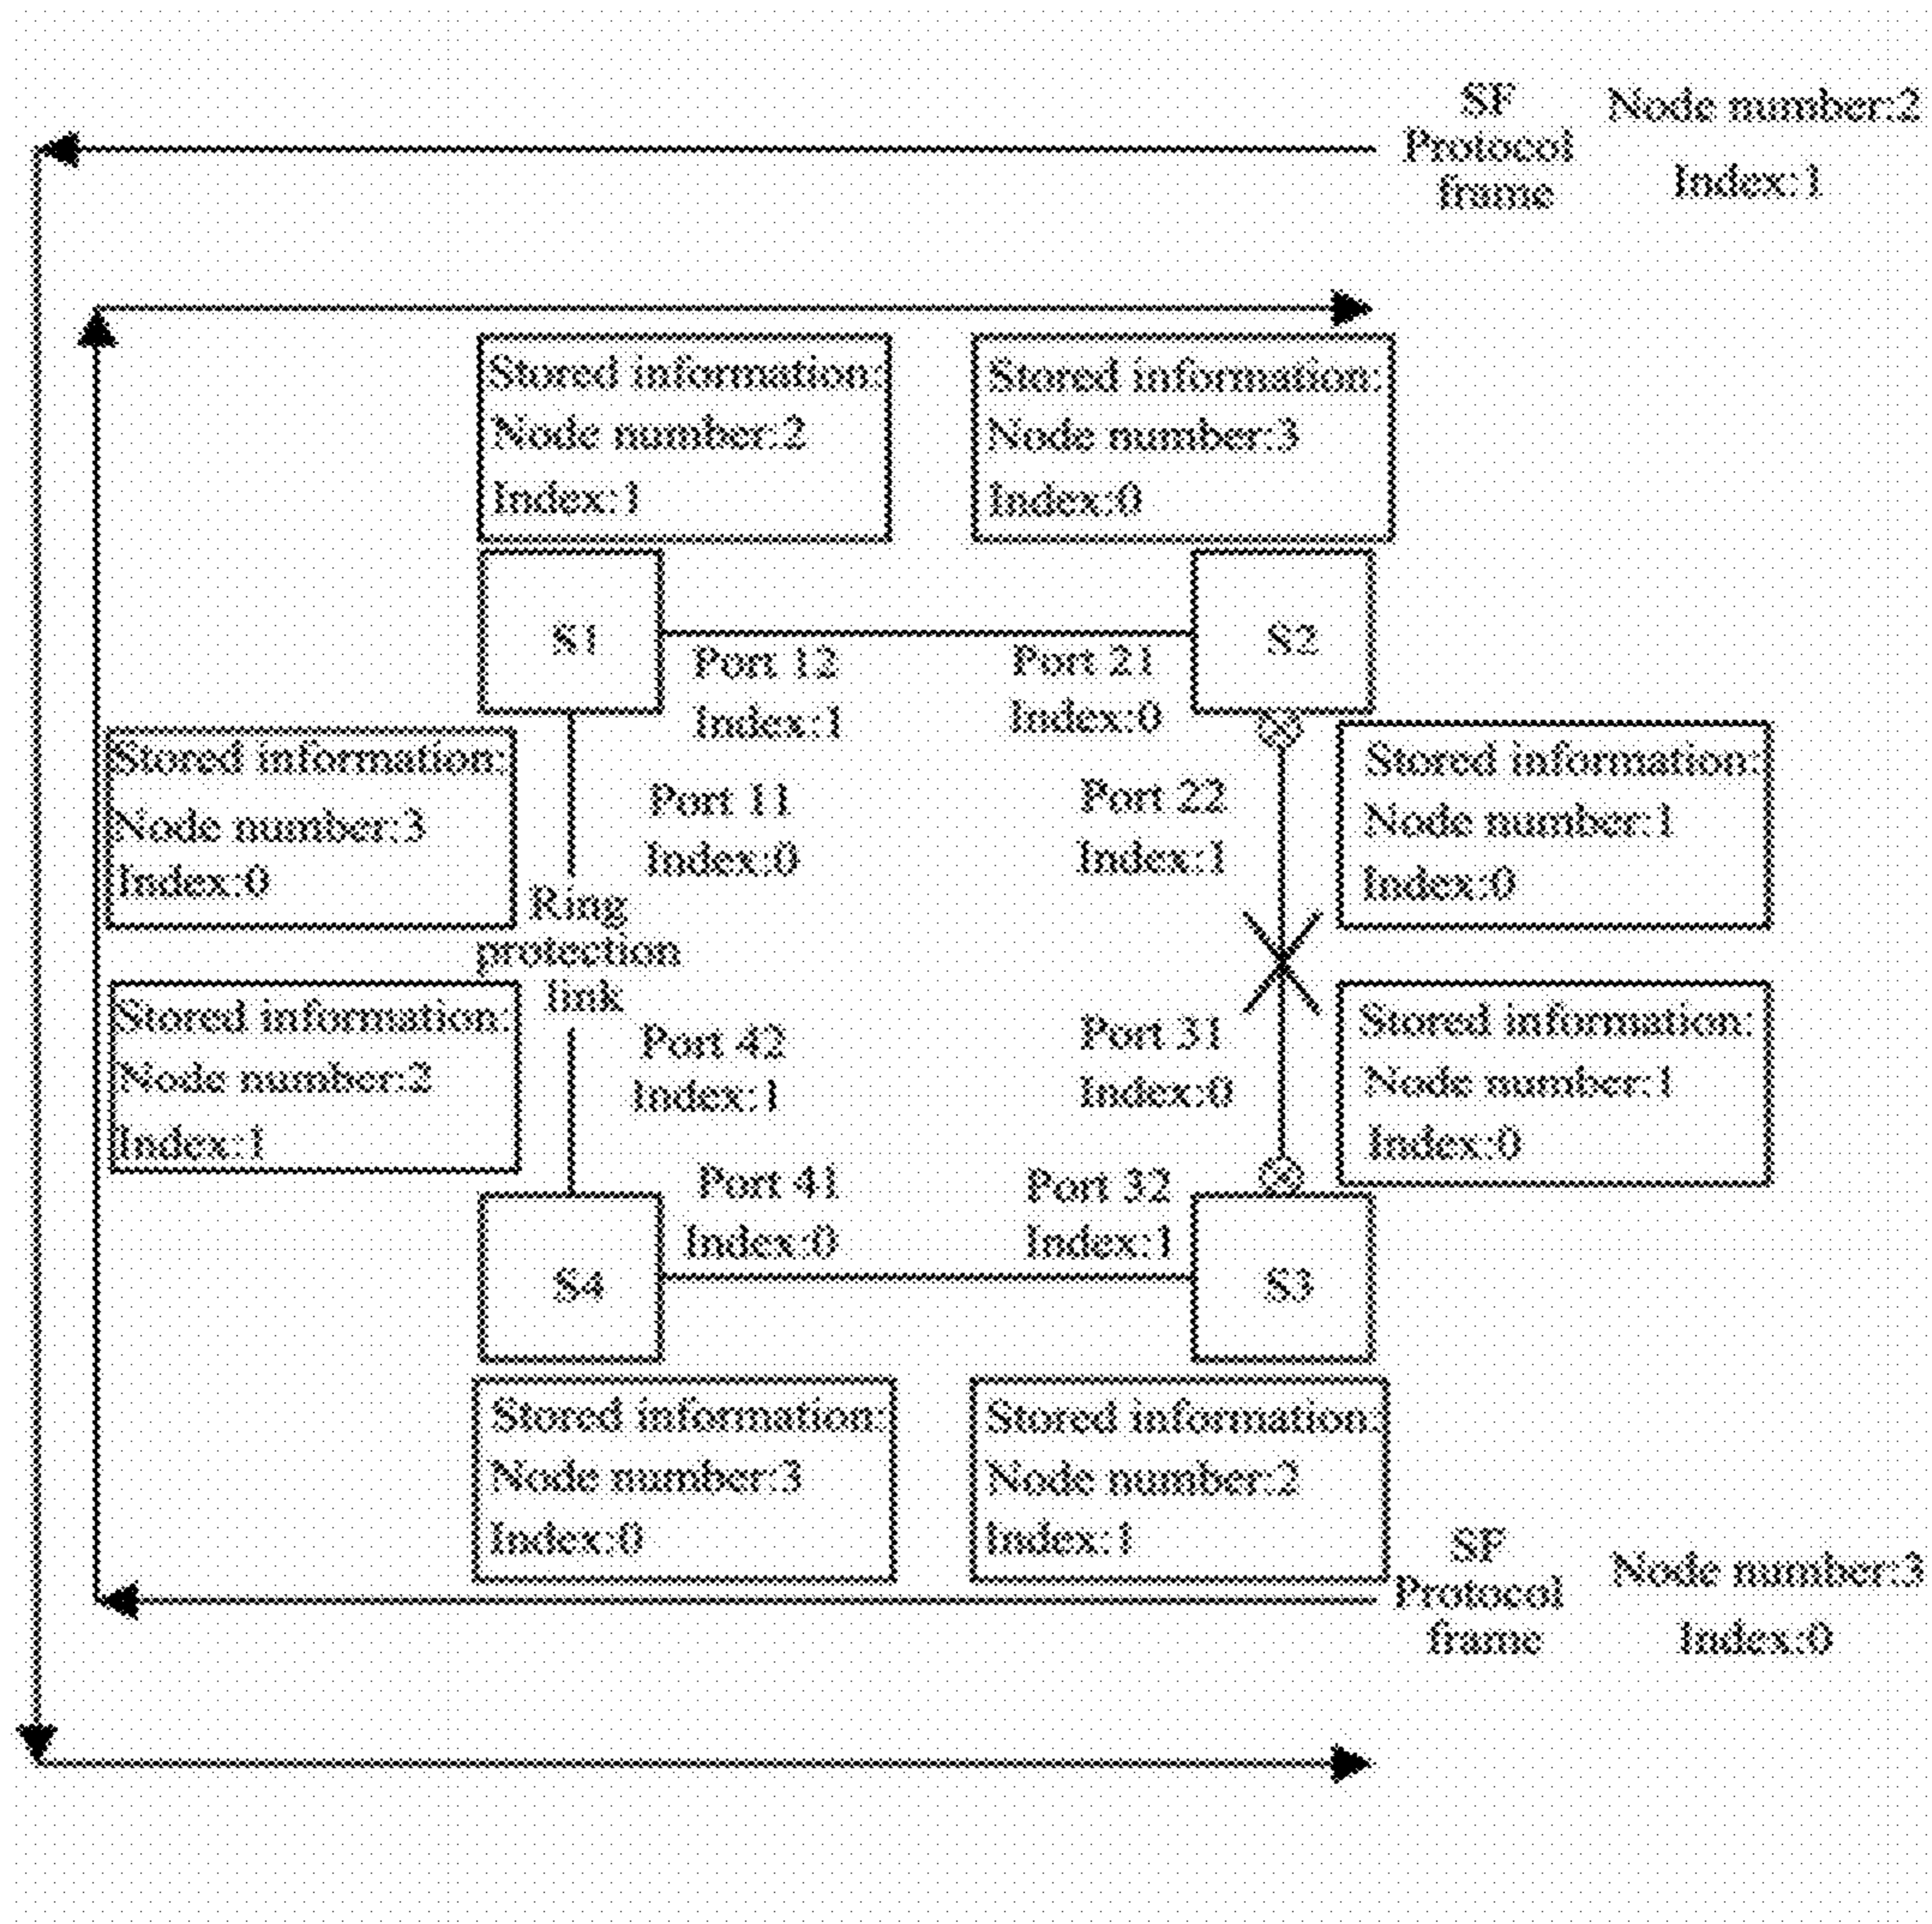 SF
Protocol
frame
Node number:2
Index:1
Stored information:
Node number:2
Index:1
Stored information:
Node number:3
Index:0
S1
S2
Port 12
Index:1
Port 21
Index:0
Stored information:
Node number:3
Index:0
Port 11
Index:0
Port 22
Index:1
Stored information:
Node number:1
Index:0
Ring
protection
link
Stored information:
Node number:2
Index:1
Port 42
Index:1
Port 31
Index:0
Stored information:
Node number:1
Index:0
Port 41
Index:0
Port 32
Index:1
S4
S3
Stored information:
Node number:3
Index:0
Stored information:
Node number:2
Index:1
SF
Protocol
frame
Node number:3
Index:0